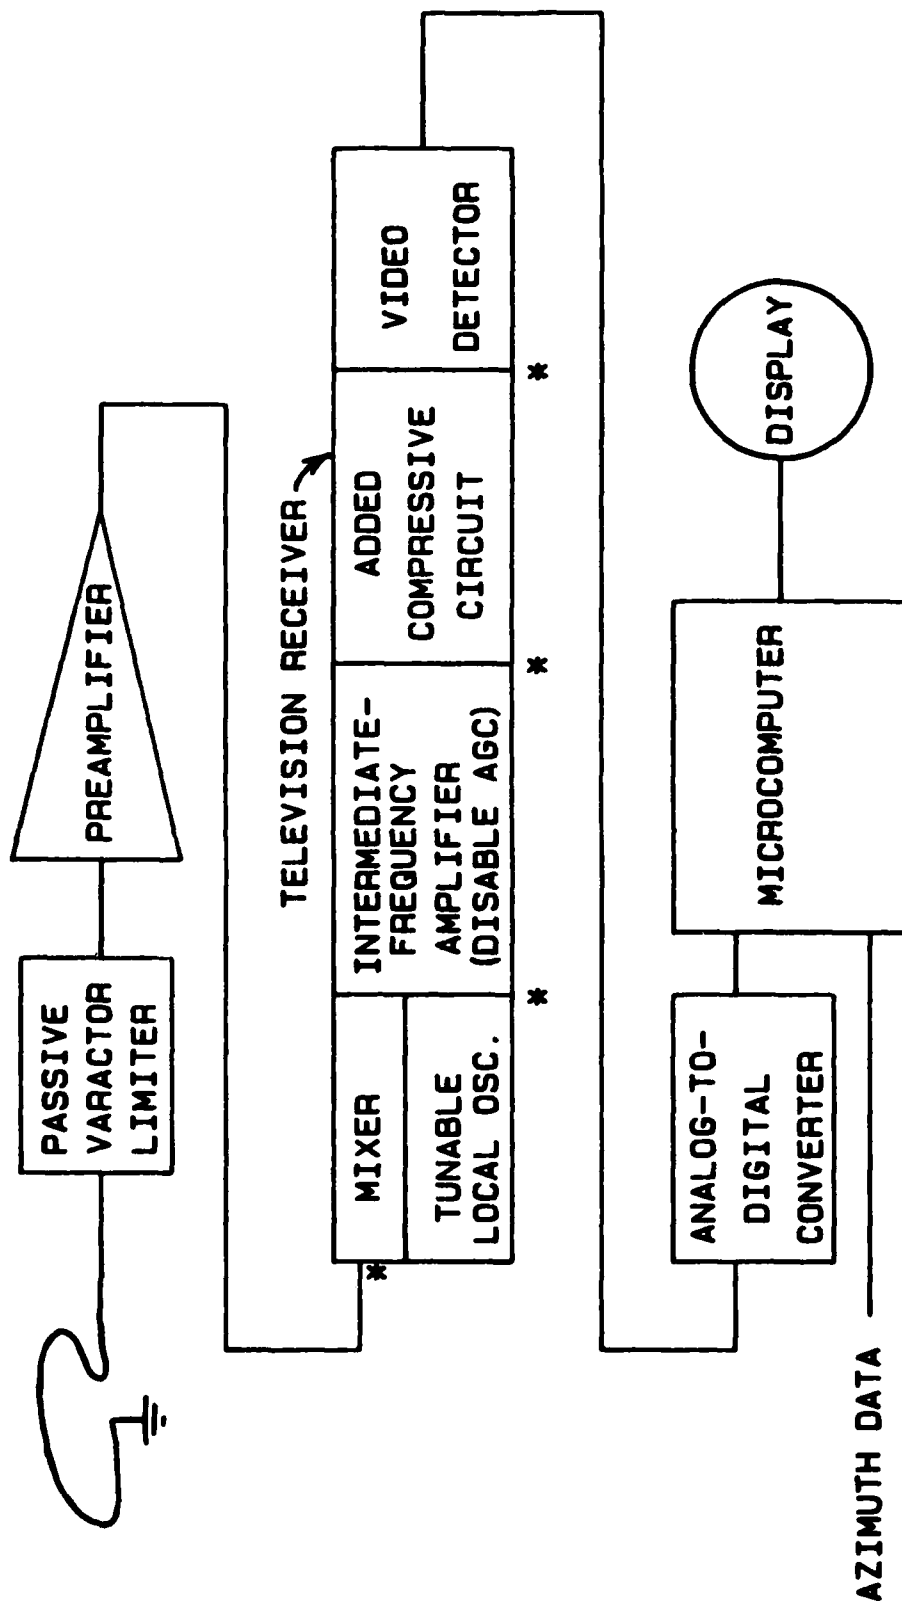 PASSIVE
VARACTOR
LIMITER
PREAMPLIFIER
TELEVISION RECEIVER
*
MIXER
TUNABLE
LOCAL OSC.
*
INTERMEDIATE-
FREQUENCY
AMPLIFIER
(DISABLE AGC)
*
ADDED
COMPRESSIVE
CIRCUIT
*
VIDEO
DETECTOR
ANALOG-TO-
DIGITAL
CONVERTER
MICROCOMPUTER
DISPLAY
AZIMUTH DATA